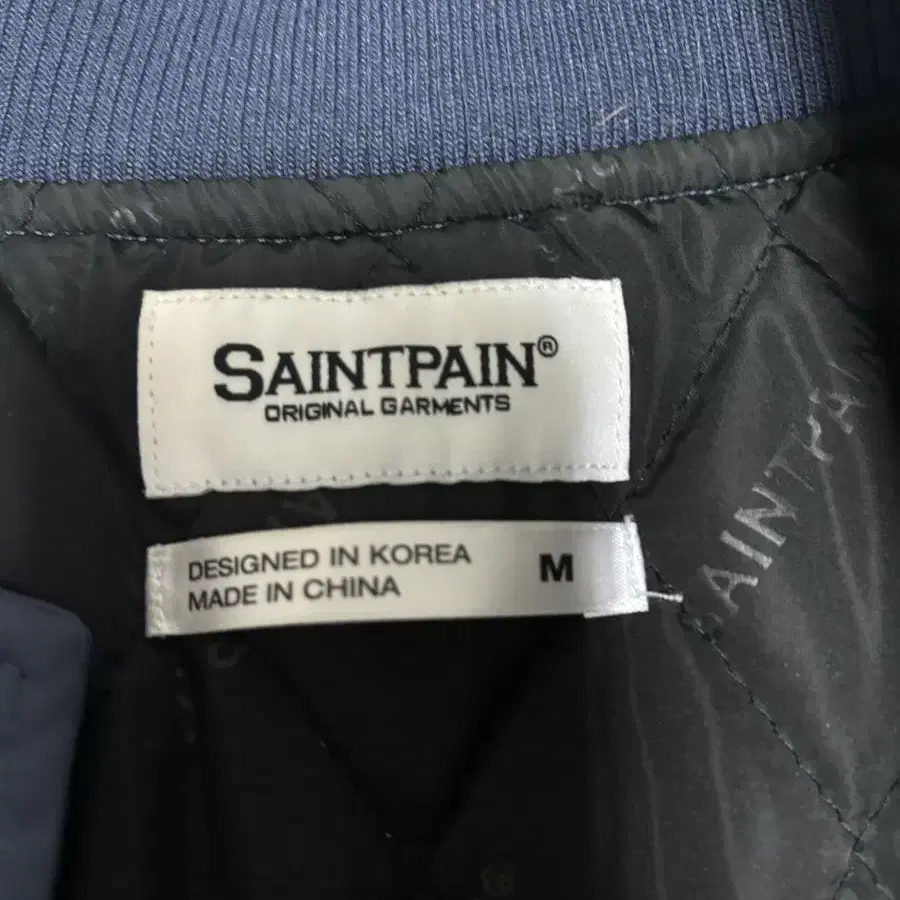 SAINTPAIN®
ORIGINAL GARMENTS
DESIGNED IN KOREA M
MADE IN CHINA
SAINTPAIN